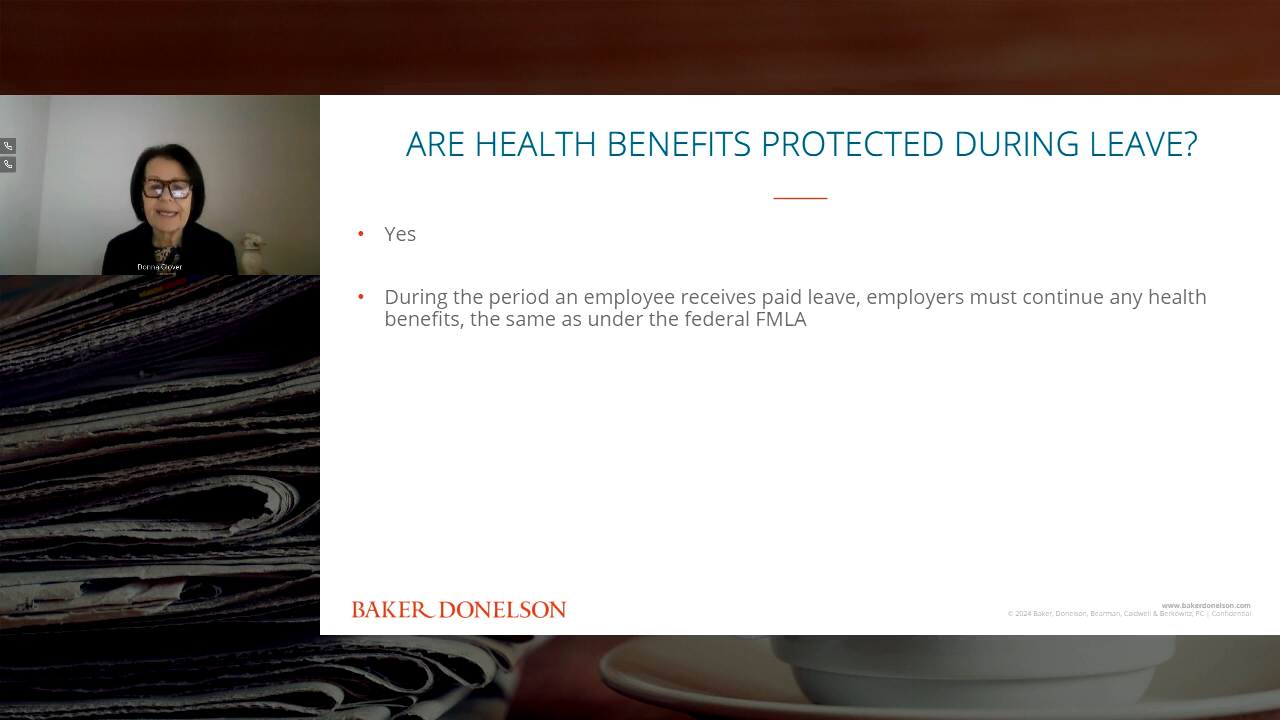 ARE HEALTH BENEFITS PROTECTED DURING LEAVE?
• Yes
• During the period an employee receives paid leave, employers must continue any health
benefits, the same as under the federal FMLA
Donna Glover
BAKER DONELSON
www.bakerdonelson.com
© 2024 Baker, Donelson, Bearman, Caldwell & Berkowitz, PC | Confidential